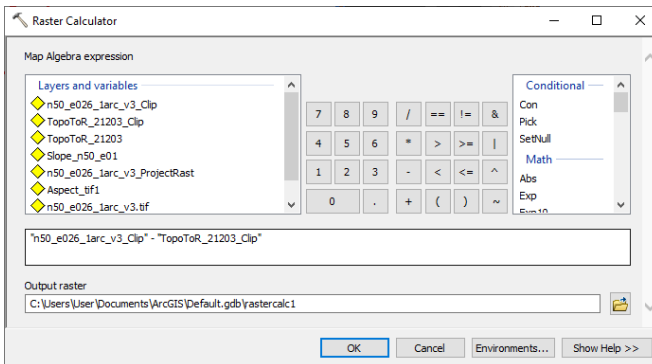 Raster Calculator
Map Algebra expression
Layers and variables
n50_e026_1arc_v3_Clip
TopoToR_21203_Clip
TopoToR_21203
Slope_n50_e01
n50_e026_1arc_v3_ProjectRast
Aspect_tif1
n50_e026_1arc_v3.tif
7 8 9 / == != &
4 5 6 * > >= |
1 2 3 - < <= ^
0 . + ( ) ~
Conditional
Con
Pick
SetNull
Math
Abs
Exp
Exp10
"n50_e026_1arc_v3_Clip" - "TopoToR_21203_Clip"
Output raster
C:\Users\User\Documents\ArcGIS\Default.gdb\rastercalc1
OK Cancel Environments... Show Help >>